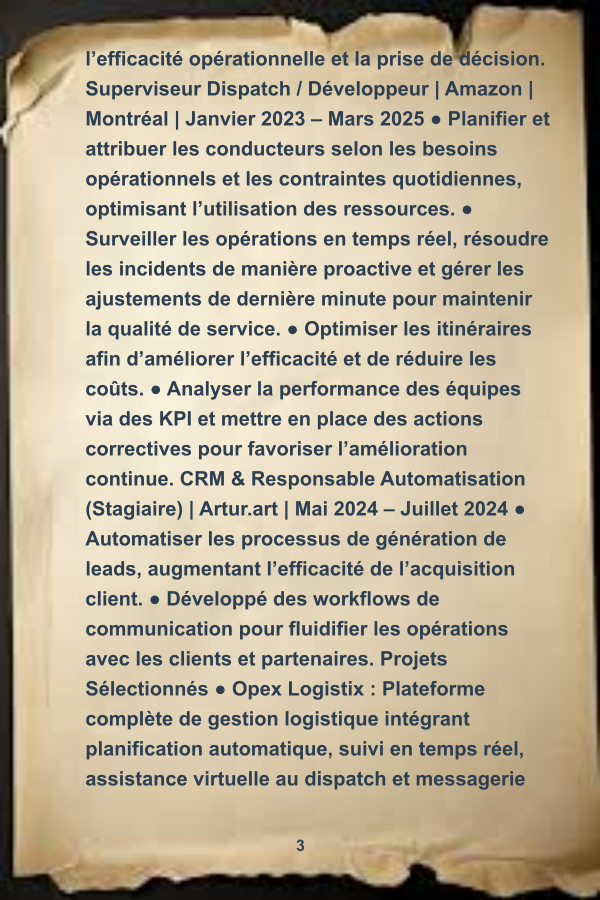 l’efficacité opérationnelle et la prise de décision.
Superviseur Dispatch / Développeur | Amazon |
Montréal | Janvier 2023 – Mars 2025 ● Planifier et
attribuer les conducteurs selon les besoins
opérationnels et les contraintes quotidiennes,
optimisant l’utilisation des ressources. ●
Surveiller les opérations en temps réel, résoudre
les incidents de manière proactive et gérer les
ajustements de dernière minute pour maintenir
la qualité de service. ● Optimiser les itinéraires
afin d’améliorer l’efficacité et de réduire les
coûts. ● Analyser la performance des équipes
via des KPI et mettre en place des actions
correctives pour favoriser l’amélioration
continue. CRM & Responsable Automatisation
(Stagiaire) | Artur.art | Mai 2024 – Juillet 2024 ●
Automatiser les processus de génération de
leads, augmentant l’efficacité de l’acquisition
client. ● Développé des workflows de
communication pour fluidifier les opérations
avec les clients et partenaires. Projets
Sélectionnés ● Opex Logistix : Plateforme
complète de gestion logistique intégrant
planification automatique, suivi en temps réel,
assistance virtuelle au dispatch et messagerie
3